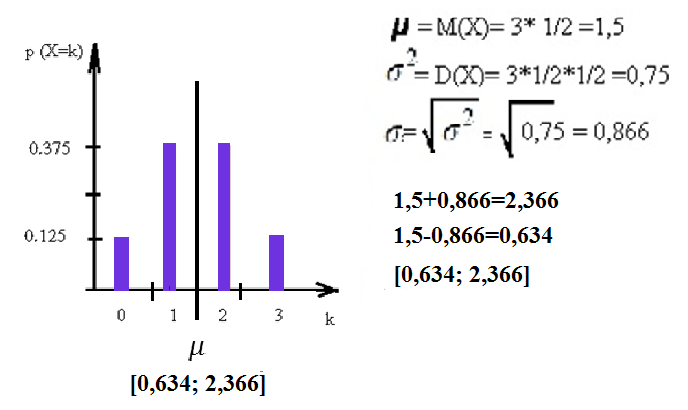 p (X=k)
0.375
0.125
0 1 2 3 k
μ
[0,634; 2,366]
μ = M(X)= 3* 1/2 =1,5
σ²= D(X)= 3*1/2*1/2 =0,75
σ= √σ² = √0,75 = 0,866
1,5+0,866=2,366
1,5-0,866=0,634
[0,634; 2,366]